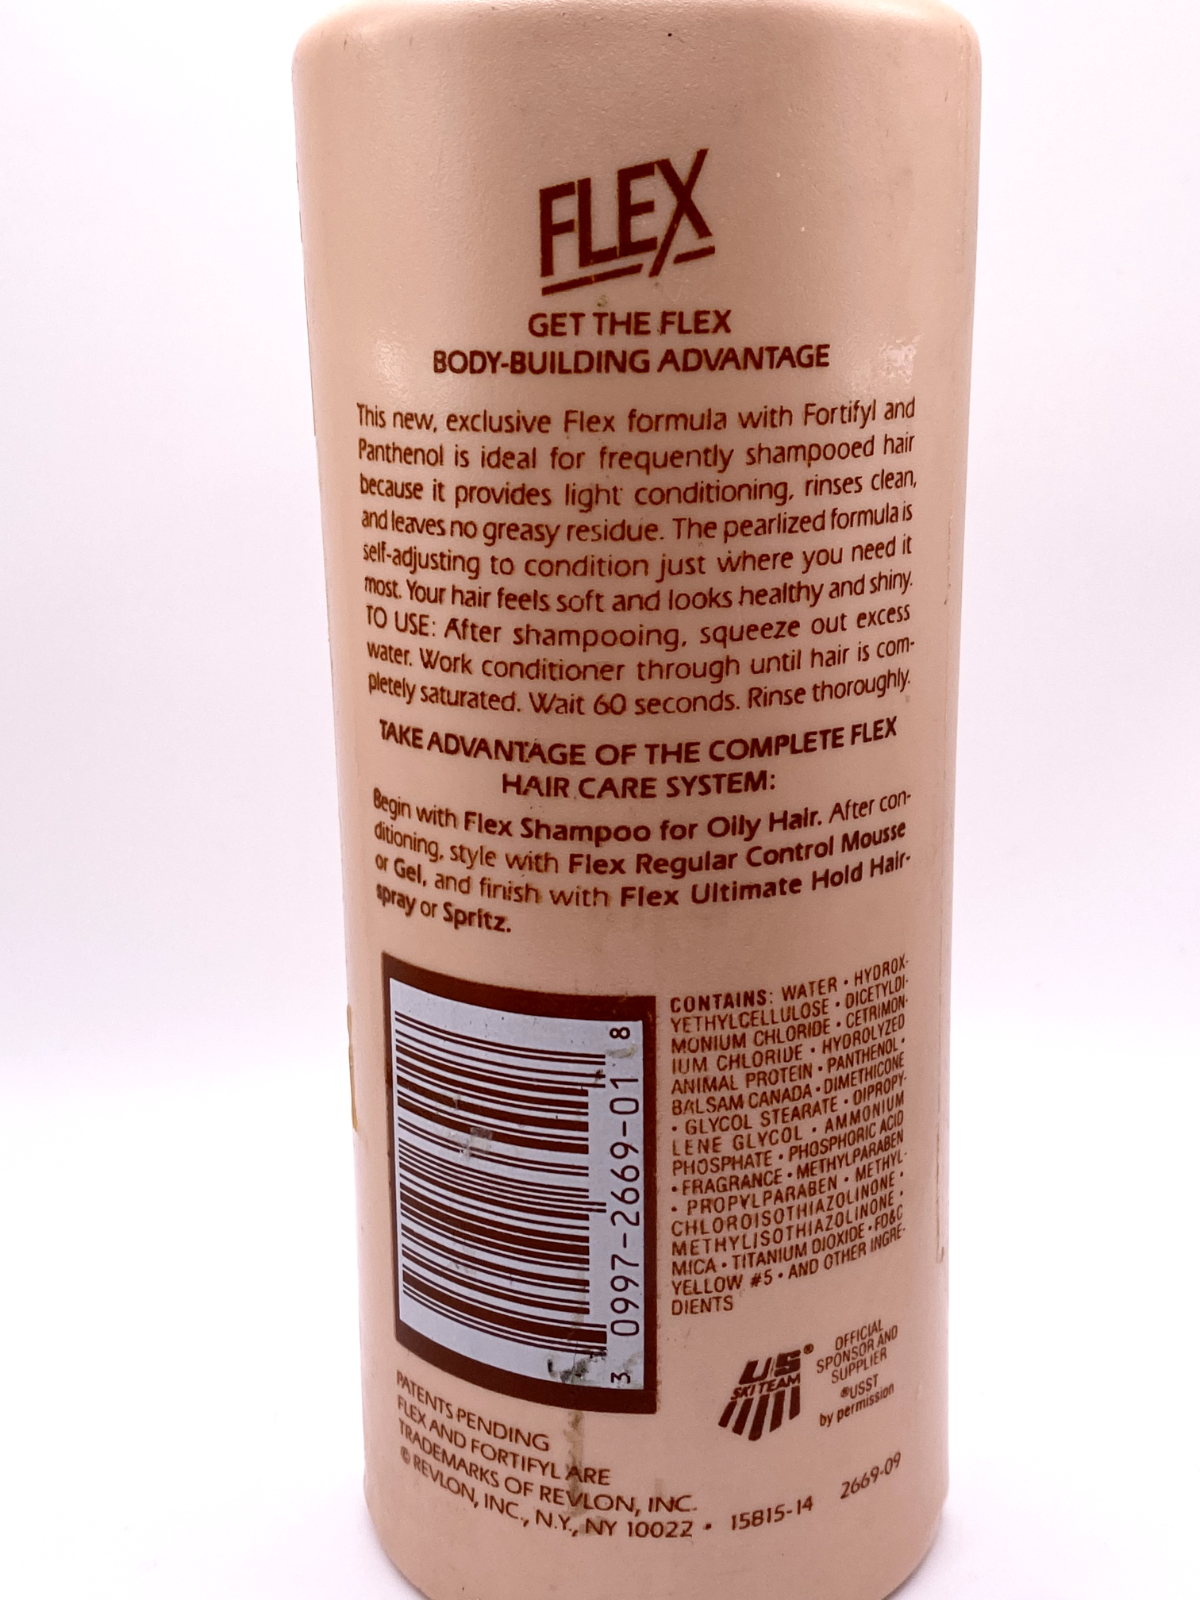 FLEX
GET THE FLEX
BODY-BUILDING ADVANTAGE
This new, exclusive Flex formula with Fortifyl and
Panthenol is ideal for frequently shampooed hair
because it provides light conditioning, rinses clean,
and leaves no greasy residue. The pearlized formula is
self-adjusting to condition just where you need it
most. Your hair feels soft and looks healthy and shiny.
TO USE: After shampooing, squeeze out excess
water. Work conditioner through until hair is com-
pletely saturated. Wait 60 seconds. Rinse thoroughly.
TAKE ADVANTAGE OF THE COMPLETE FLEX
HAIR CARE SYSTEM:
Begin with Flex Shampoo for Oily Hair. After con-
ditioning, style with Flex Regular Control Mousse
or Gel, and finish with Flex Ultimate Hold Hair-
spray or Spritz.
3 0997-2669-01 8
CONTAINS: WATER • HYDROX-
YETHYLCELLULOSE • DICETYLDI-
MONIUM CHLORIDE • CETRIMON-
IUM CHLORIDE • HYDROLYZED
ANIMAL PROTEIN • PANTHENOL •
BALSAM CANADA • DIMETHICONE
• GLYCOL STEARATE • DIPROPY-
LENE GLYCOL • AMMONIUM
PHOSPHATE • PHOSPHORIC ACID
• FRAGRANCE • METHYLPARABEN
• PROPYLPARABEN • METHYL-
CHLOROISOTHIAZOLINONE •
METHYLISOTHIAZOLINONE •
MICA • TITANIUM DIOXIDE • FD&C
YELLOW #5 • AND OTHER INGRE-
DIENTS
US®
SKI TEAM
OFFICIAL
SPONSOR AND
SUPPLIER
®USST
by permission
PATENTS PENDING
FLEX AND FORTIFYL ARE
TRADEMARKS OF REVLON, INC.
© REVLON, INC., N.Y., NY 10022 • 15815-14 2669-09